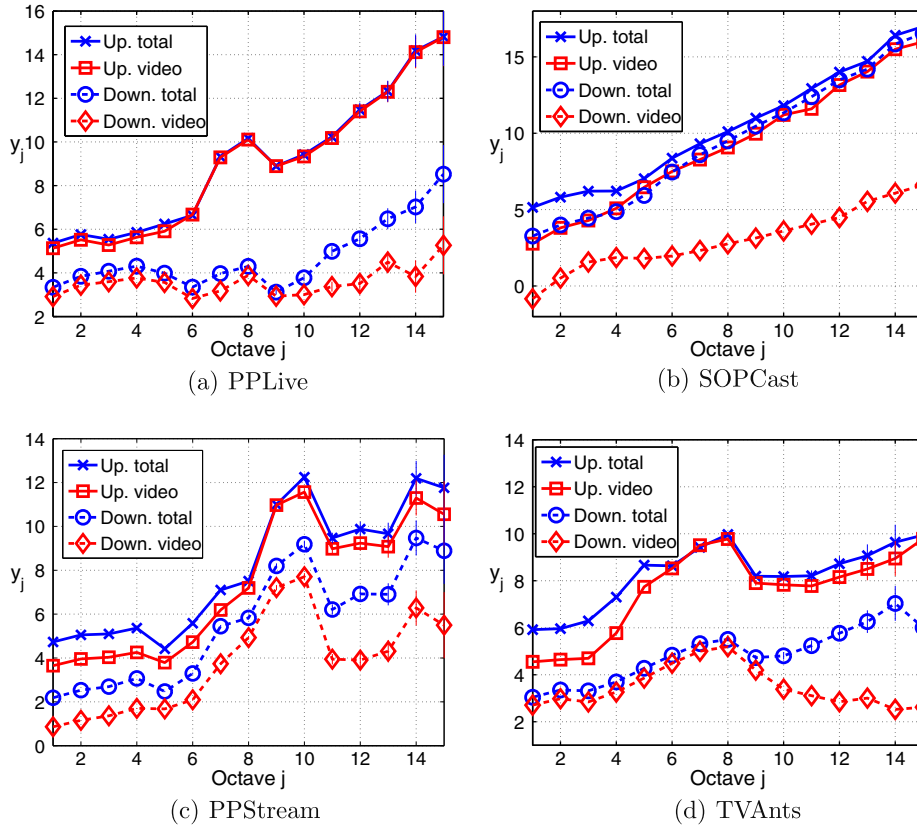 16
14
12
10
8
6
4
2
y_j
Up. total
Up. video
Down. total
Down. video
2 4 6 8 10 12 14
Octave j
(a) PPLive
15
10
5
0
y_j
Up. total
Up. video
Down. total
Down. video
2 4 6 8 10 12 14
Octave j
(b) SOPCast
14
12
10
8
6
4
2
0
y_j
Up. total
Up. video
Down. total
Down. video
2 4 6 8 10 12 14
Octave j
(c) PPStream
14
12
10
8
6
4
2
y_j
Up. total
Up. video
Down. total
Down. video
2 4 6 8 10 12 14
Octave j
(d) TVAnts